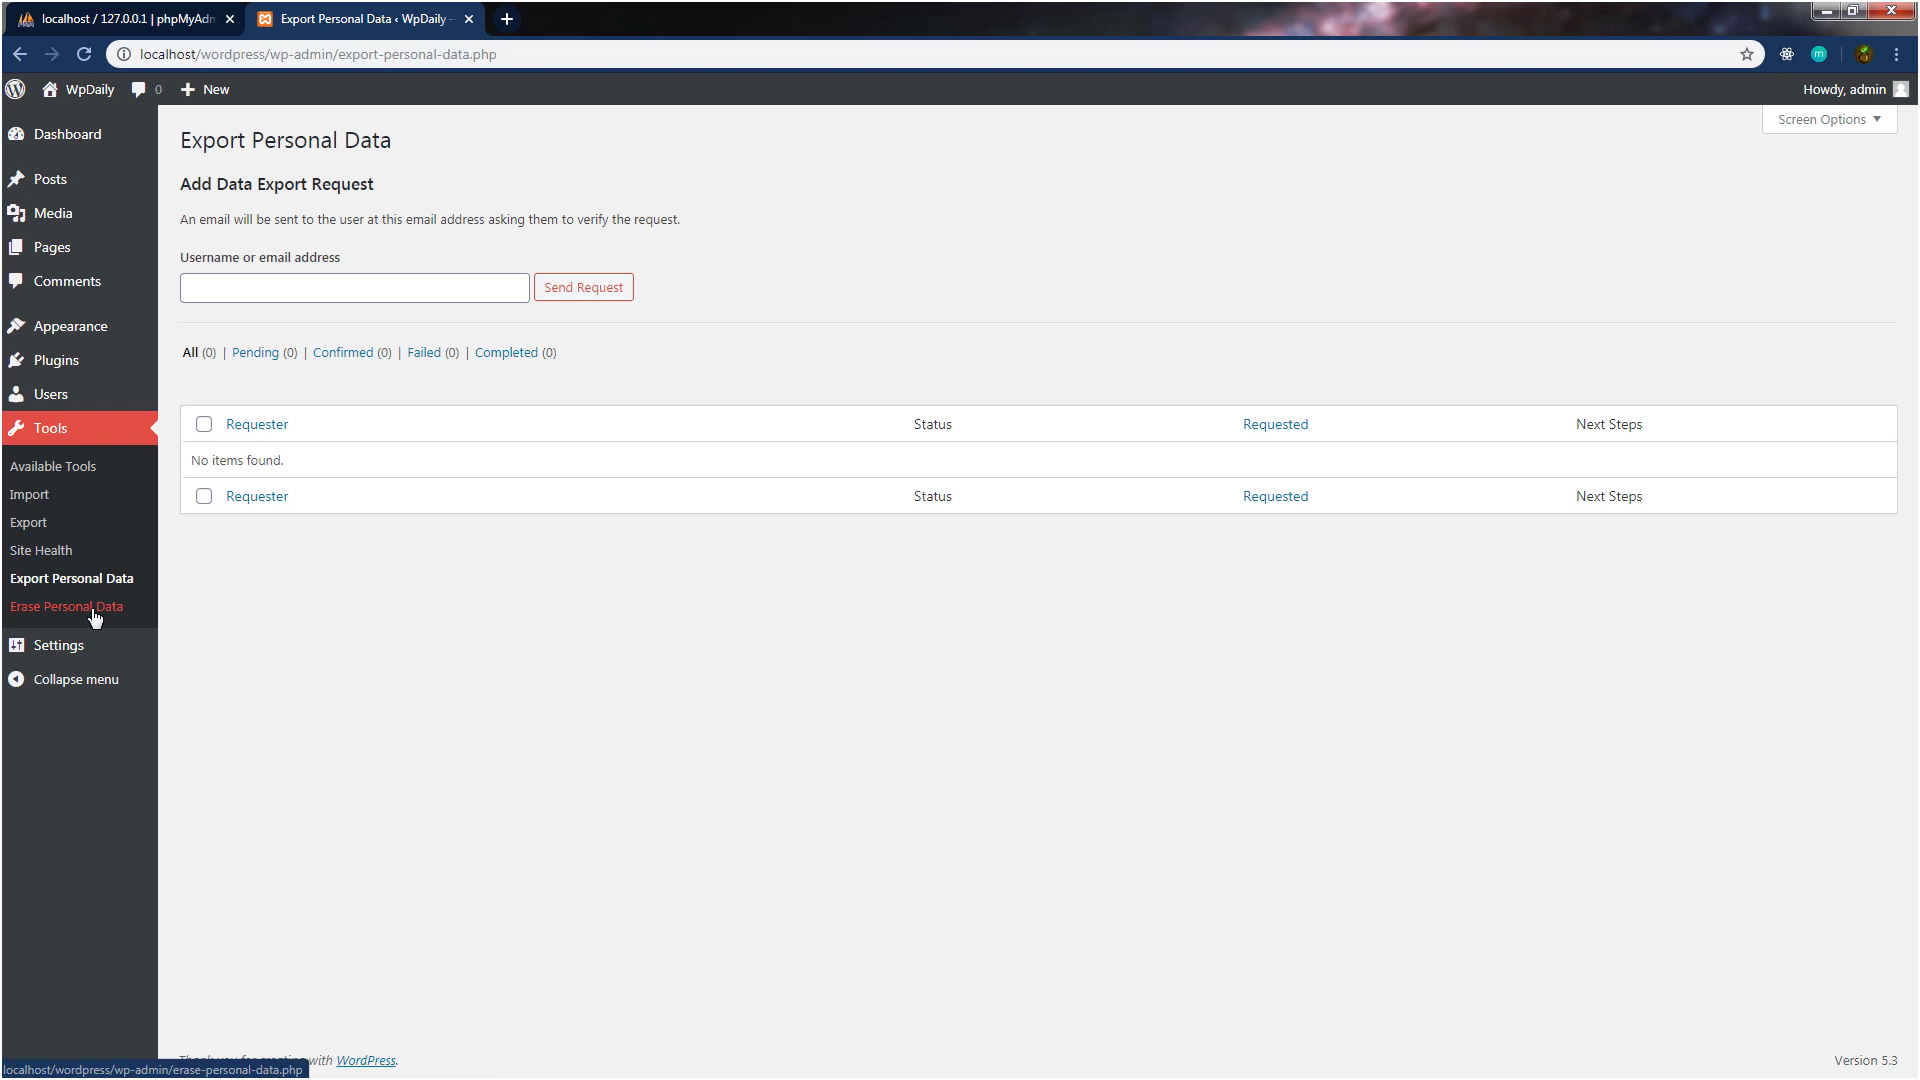 localhost / 127.0.0.1 | phpMyAdm
Export Personal Data ‹ WpDaily —
localhost/wordpress/wp-admin/export-personal-data.php
WpDaily 0 New
Howdy, admin
Screen Options
Dashboard
Posts
Media
Pages
Comments
Appearance
Plugins
Users
Tools
Available Tools
Import
Export
Site Health
Export Personal Data
Erase Personal Data
Settings
Collapse menu
Export Personal Data
Add Data Export Request
An email will be sent to the user at this email address asking them to verify the request.
Username or email address
Send Request
All (0) | Pending (0) | Confirmed (0) | Failed (0) | Completed (0)
Requester Status Requested Next Steps
No items found.
Requester Status Requested Next Steps
with WordPress.
Version 5.3
localhost/wordpress/wp-admin/erase-personal-data.php